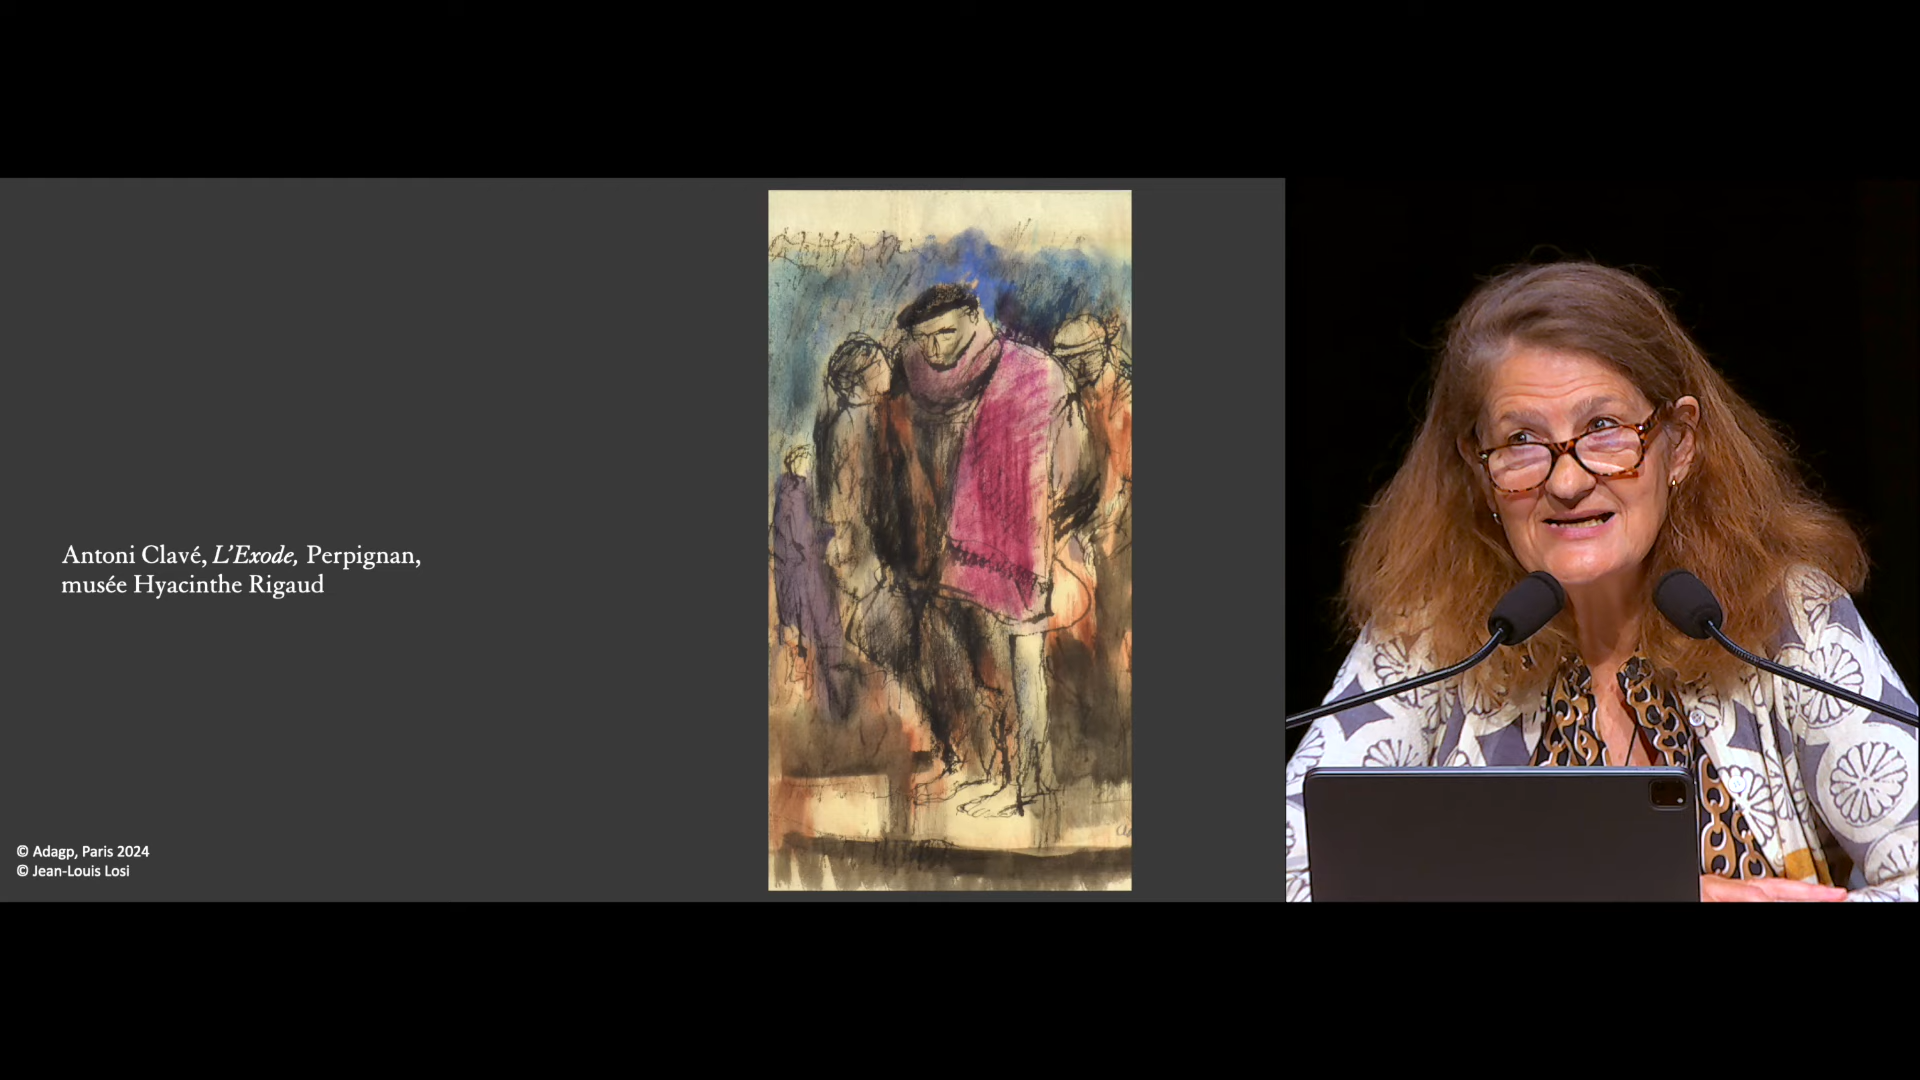 Antoni Clavé, L’Exode, Perpignan,
musée Hyacinthe Rigaud
© Adagp, Paris 2024
© Jean-Louis Losi